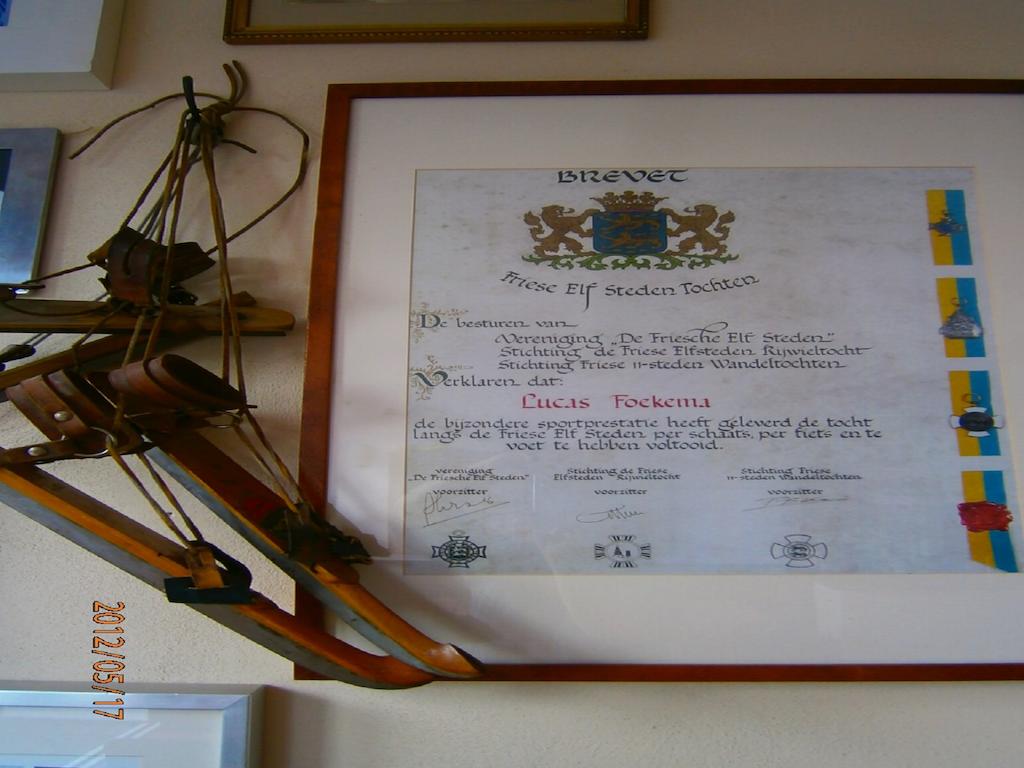 BREVET
Friese Elf Steden Tochten
De besturen van
Vereniging „De Friesche Elf Steden"
Stichting de Friese Elfsteden Rijwieltocht
Stichting Friese 11-steden Wandeltochten
Verklaren dat:
Lucas Fockema
de bijzondere sportprestatie heeft geleverd de tocht
langs de Friese Elf Steden per schaats, per fiets en te
voet te hebben voltooid.
vereniging
„De Friesche Elf Steden"
voorzitter
Stichting de Friese
Elfsteden Rijwieltocht
voorzitter
Stichting Friese
11-steden Wandeltochten
voorzitter
2012/05/17